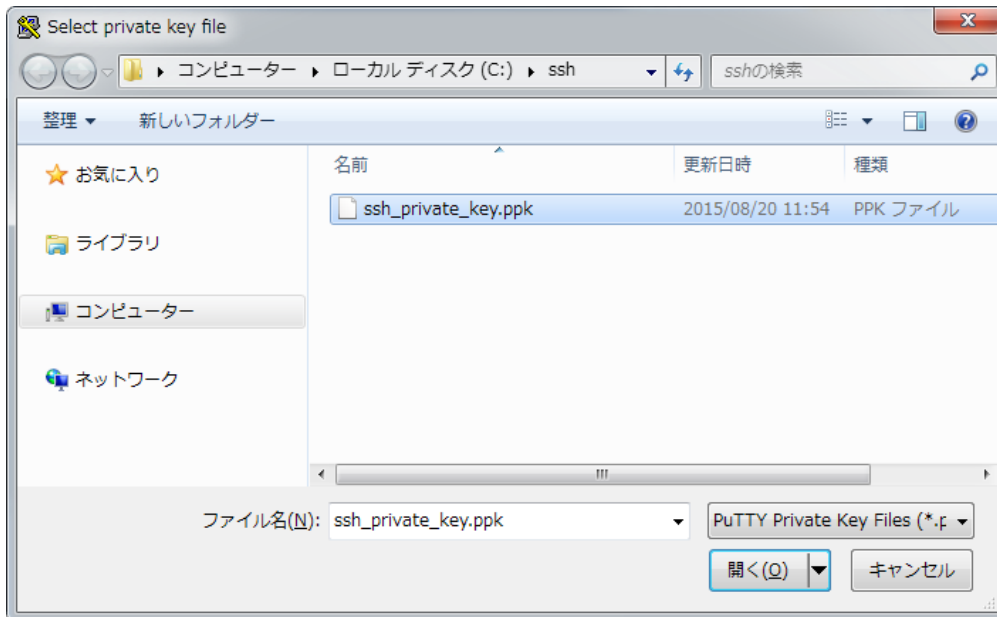 Select private key file
コンピューター ローカル ディスク (C:) ssh sshの検索
整理 新しいフォルダー
名前 更新日時 種類
お気に入り
ssh_private_key.ppk 2015/08/20 11:54 PPK ファイル
ライブラリ
コンピューター
ネットワーク
ファイル名(N): ssh_private_key.ppk PuTTY Private Key Files (*.p
開く(O) キャンセル